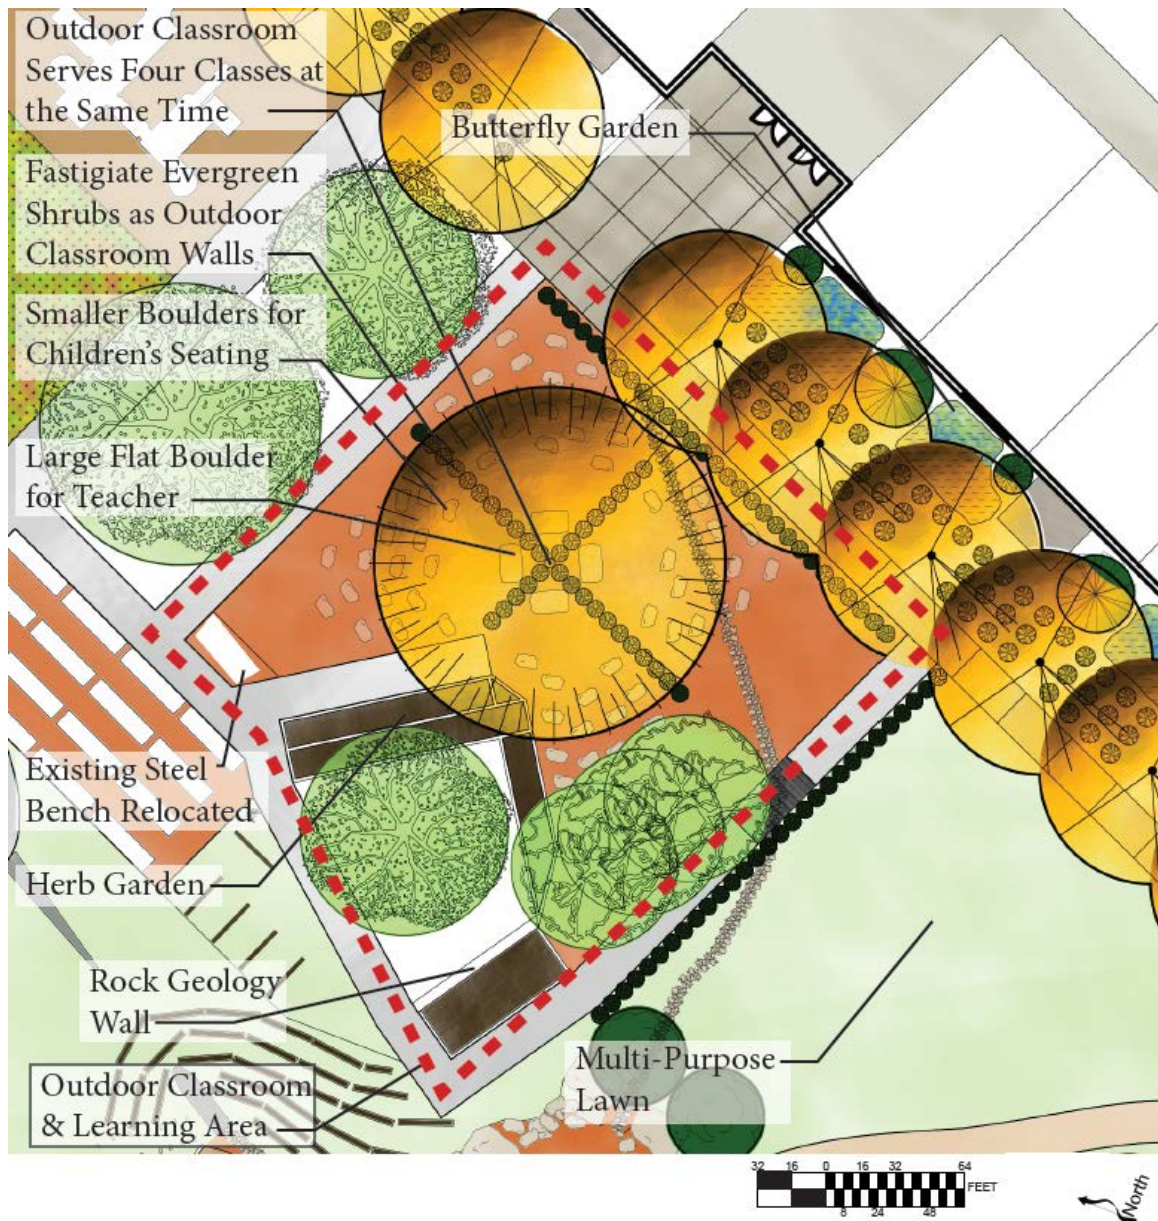 Outdoor Classroom
Serves Four Classes at
the Same Time
Butterfly Garden
Fastigiate Evergreen
Shrubs as Outdoor
Classroom Walls
Smaller Boulders for
Children's Seating
Large Flat Boulder
for Teacher
Existing Steel
Bench Relocated
Herb Garden
Rock Geology
Wall
Multi-Purpose
Lawn
Outdoor Classroom
& Learning Area
32 16 0 16 32 64
FEET
8 24 48
North